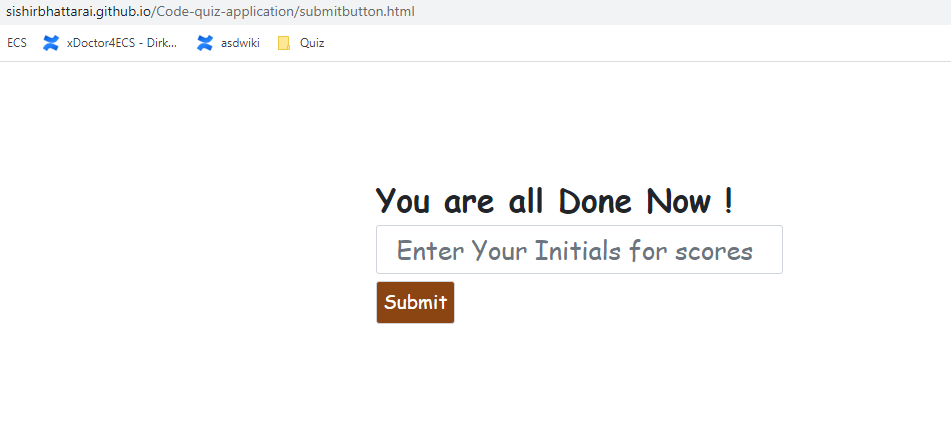 sishirbhattarai.github.io/Code-quiz-application/submitbutton.html
ECS xDoctor4ECS - Dirk... asdwiki Quiz
You are all Done Now !
Enter Your Initials for scores
Submit